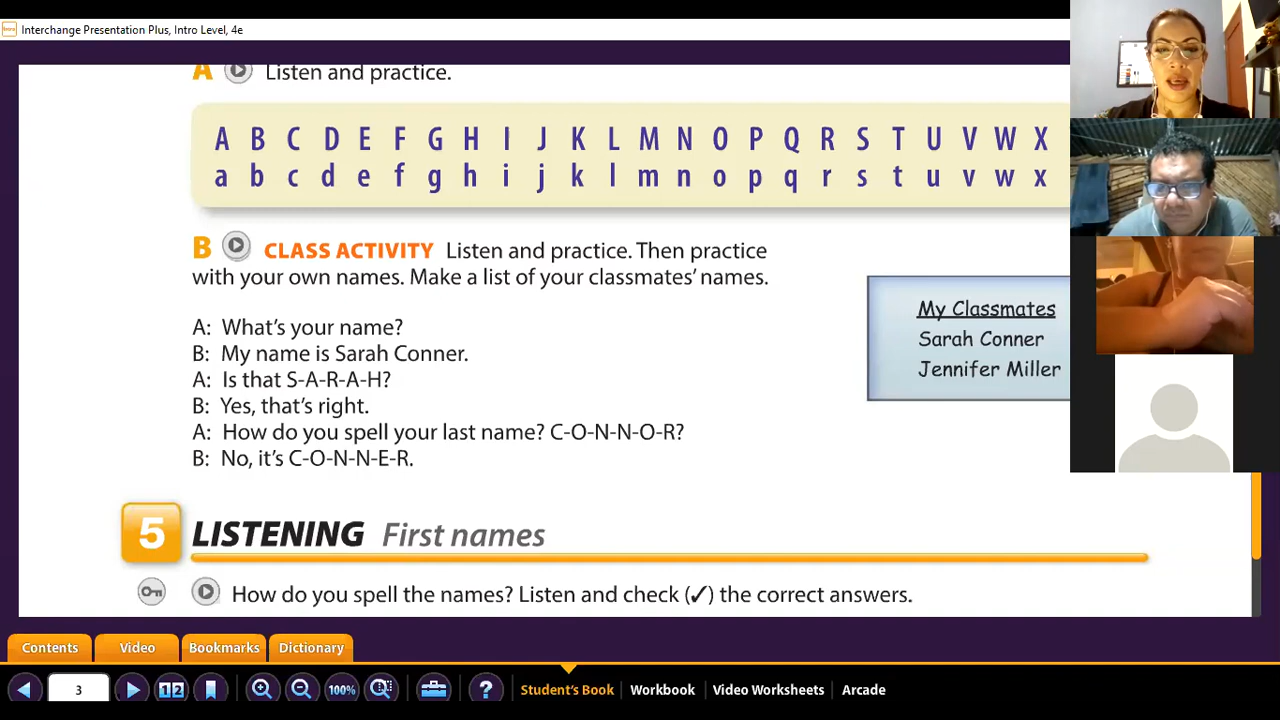 Interchange Presentation Plus, Intro Level, 4e
A Listen and practice.
A B C D E F G H I J K L M N O P Q R S T U V W X
a b c d e f g h i j k l m n o p q r s t u v w x
B CLASS ACTIVITY Listen and practice. Then practice
with your own names. Make a list of your classmates' names.
A: What's your name?
B: My name is Sarah Conner.
A: Is that S-A-R-A-H?
B: Yes, that's right.
A: How do you spell your last name? C-O-N-N-O-R?
B: No, it's C-O-N-N-E-R.
My Classmates
Sarah Conner
Jennifer Miller
5 LISTENING First names
How do you spell the names? Listen and check (✓) the correct answers.
Contents Video Bookmarks Dictionary
3 1 2 100% ? Student's Book Workbook Video Worksheets Arcade